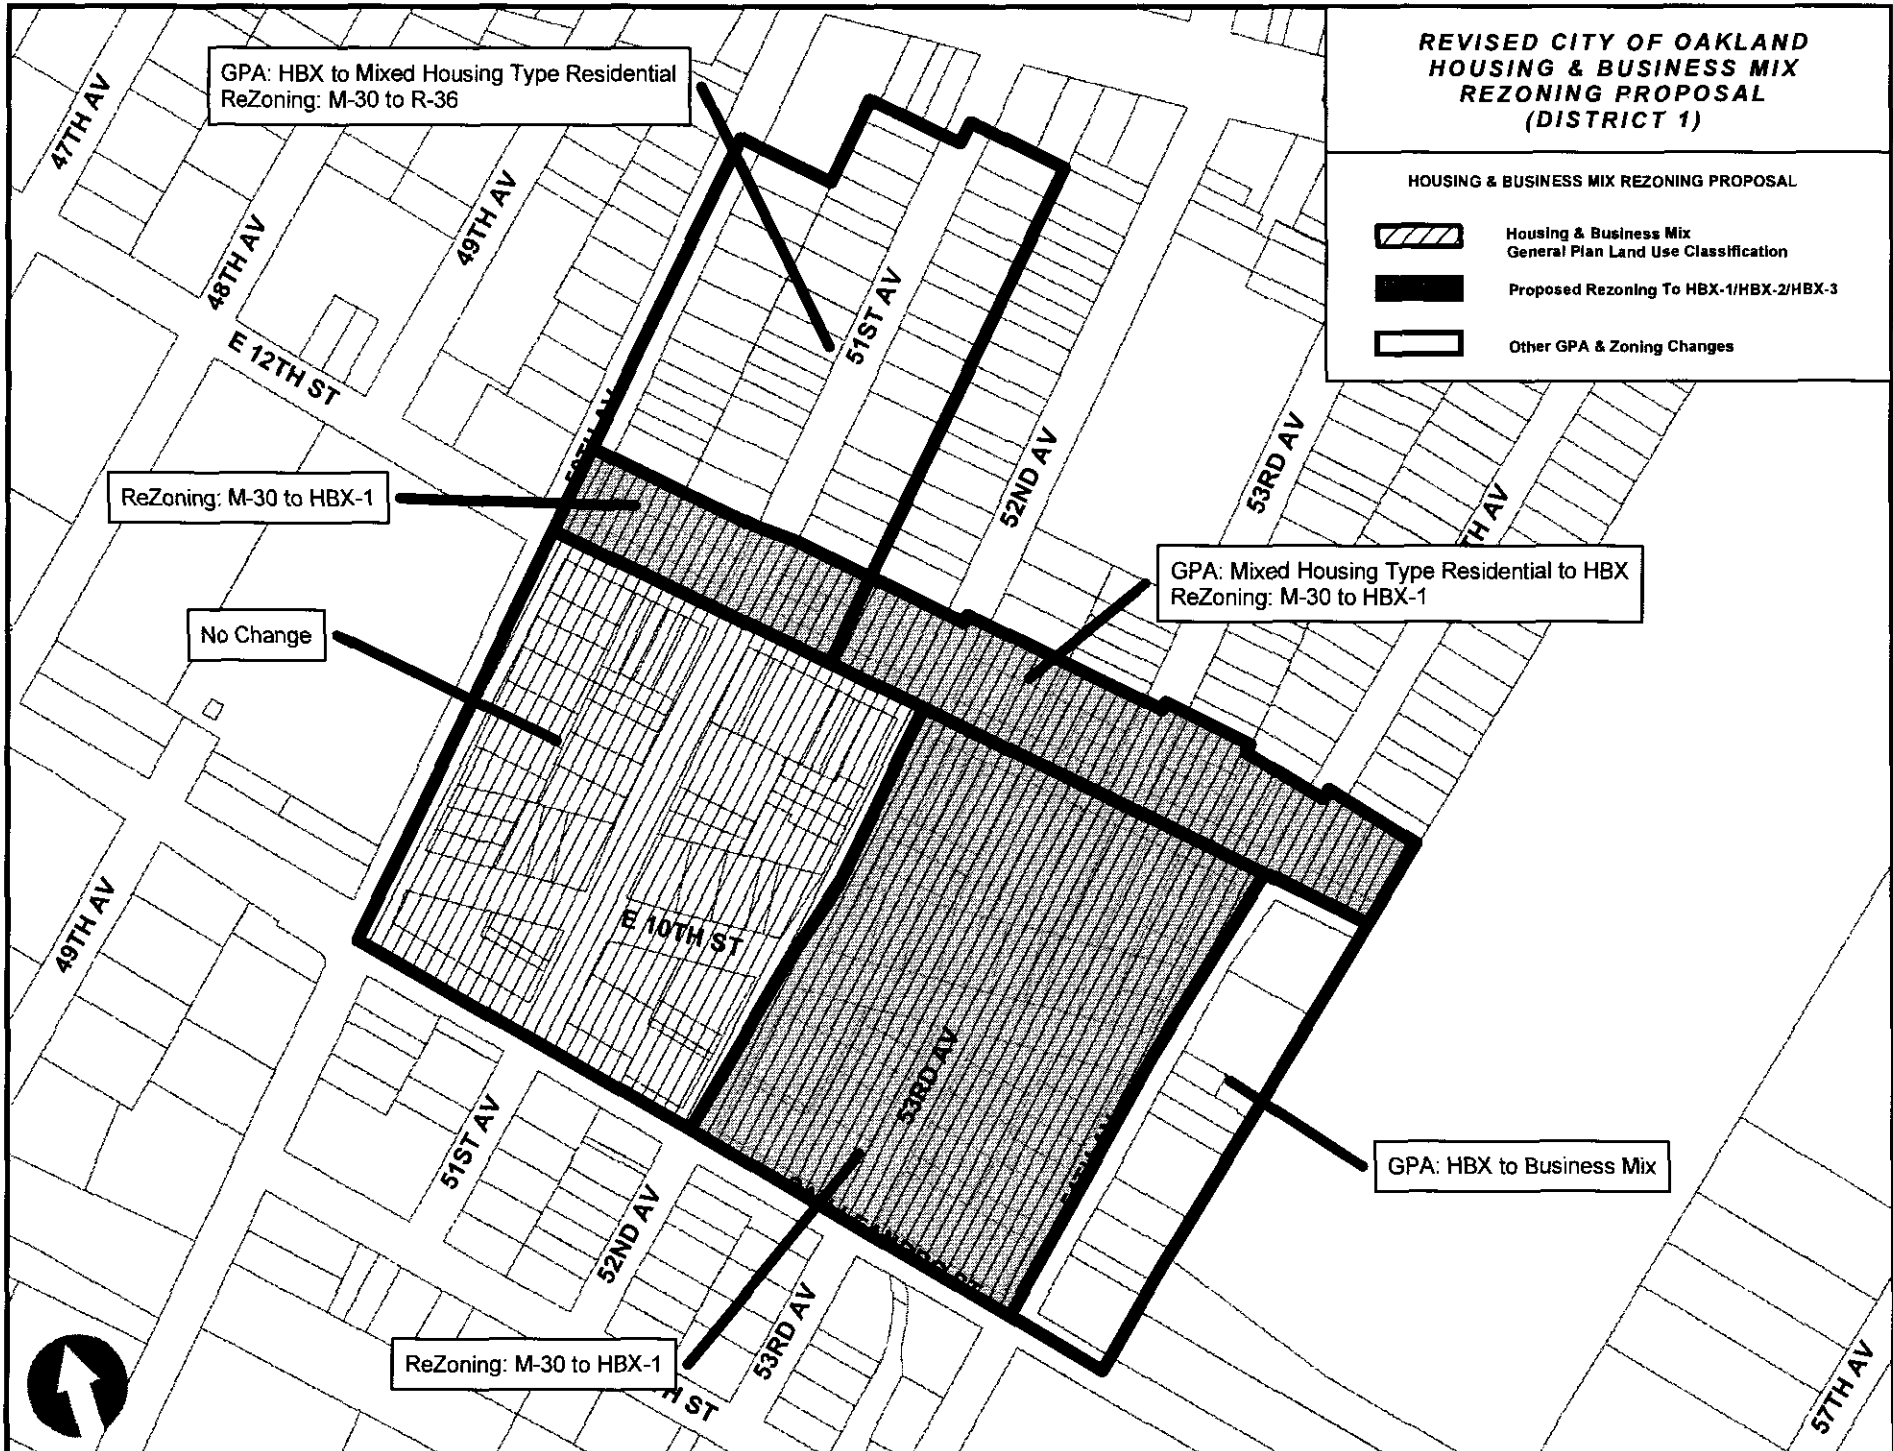 REVISED CITY OF OAKLAND
HOUSING & BUSINESS MIX
REZONING PROPOSAL
(DISTRICT 1)
HOUSING & BUSINESS MIX REZONING PROPOSAL
Housing & Business Mix
General Plan Land Use Classification
Proposed Rezoning To HBX-1/HBX-2/HBX-3
Other GPA & Zoning Changes
GPA: HBX to Mixed Housing Type Residential
ReZoning: M-30 to R-36
47TH AV
48TH AV
49TH AV
E 12TH ST
51ST AV
52ND AV
53RD AV
TH AV
ReZoning: M-30 to HBX-1
GPA: Mixed Housing Type Residential to HBX
ReZoning: M-30 to HBX-1
No Change
E 10TH ST
49TH AV
53RD AV
51ST AV
52ND AV
53RD AV
GPA: HBX to Business Mix
ReZoning: M-30 to HBX-1
TH ST
57TH AV